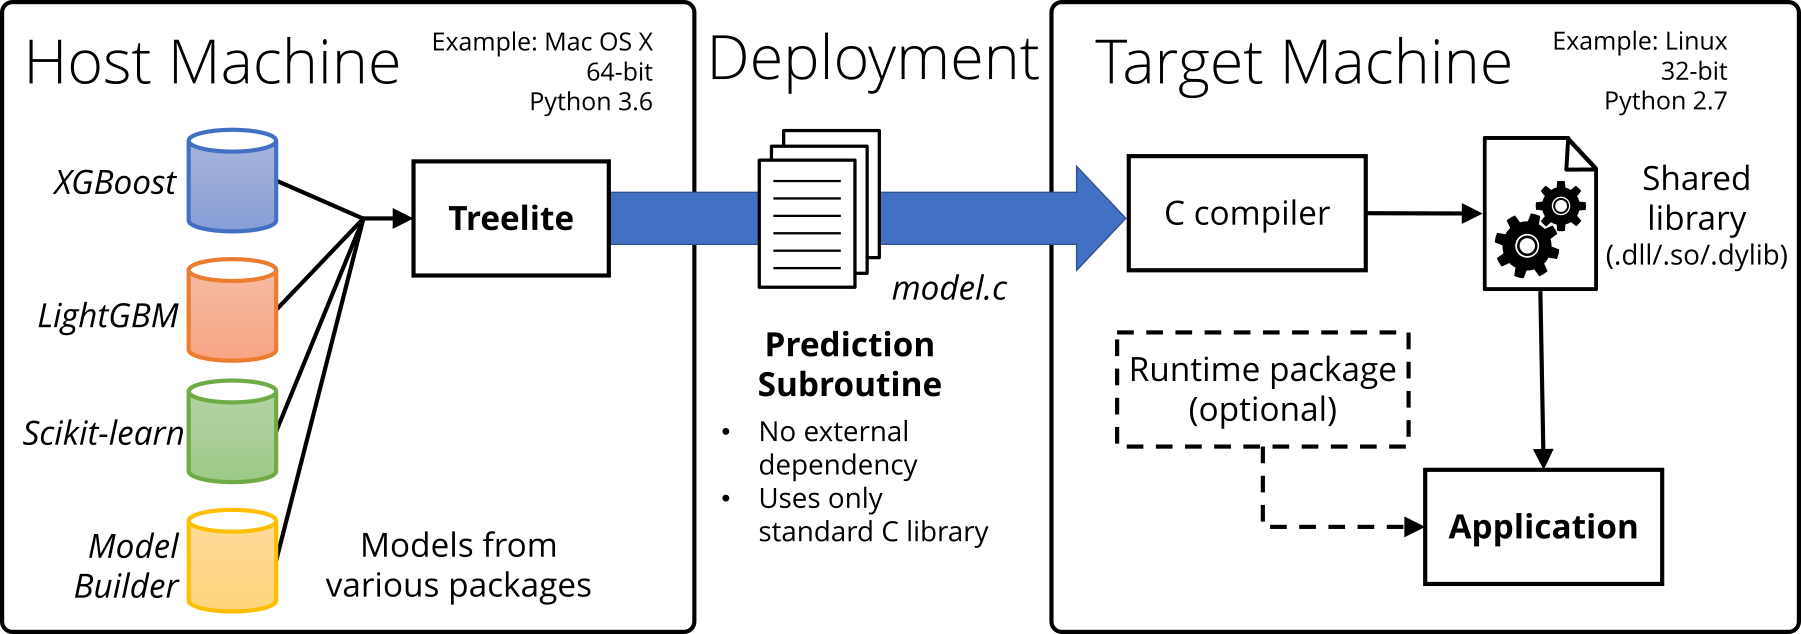 Host Machine
Example: Mac OS X
64-bit
Python 3.6
XGBoost
LightGBM
Scikit-learn
Model
Builder
Treelite
Models from
various packages
Deployment
model.c
Prediction
Subroutine
• No external
dependency
• Uses only
standard C library
Target Machine
Example: Linux
32-bit
Python 2.7
C compiler
Shared
library
(.dll/.so/.dylib)
Runtime package
(optional)
Application